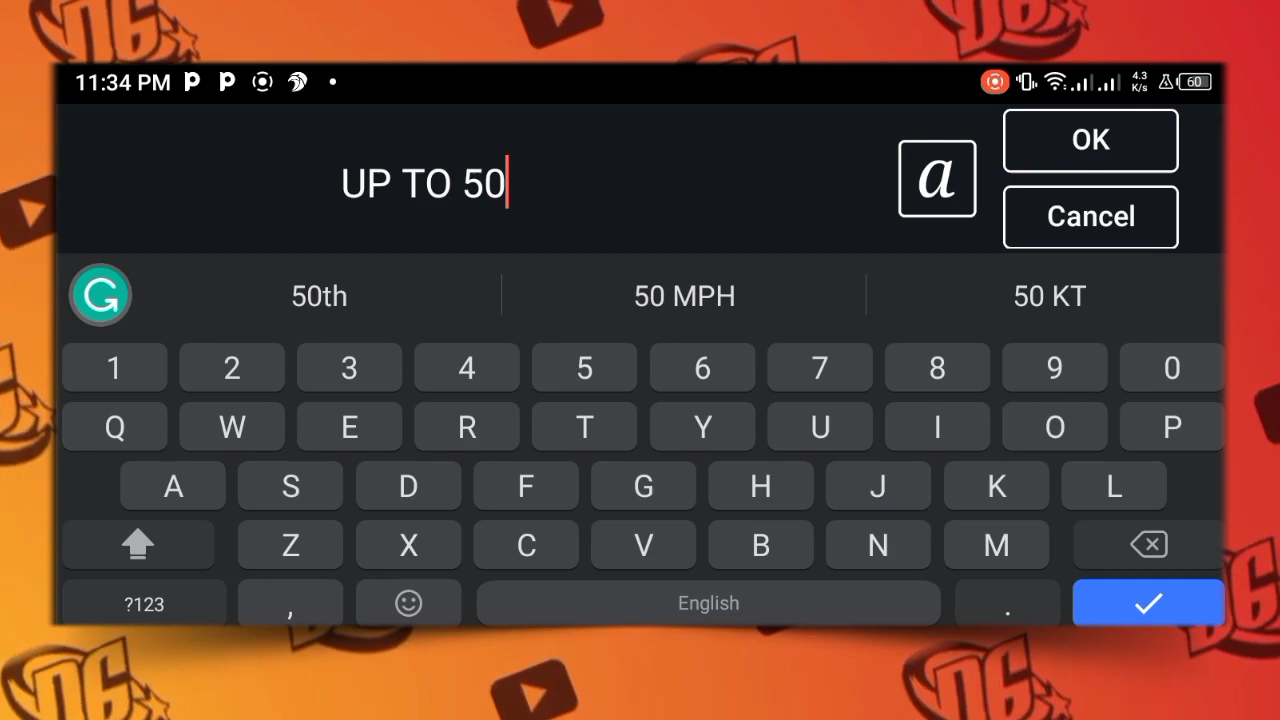 11:34 PM
4.3
K/s
60
UP TO 50
a
OK
Cancel
50th
50 MPH
50 KT
1 2 3 4 5 6 7 8 9 0
Q W E R T Y U I O P
A S D F G H J K L
Z X C V B N M
?123 , English .